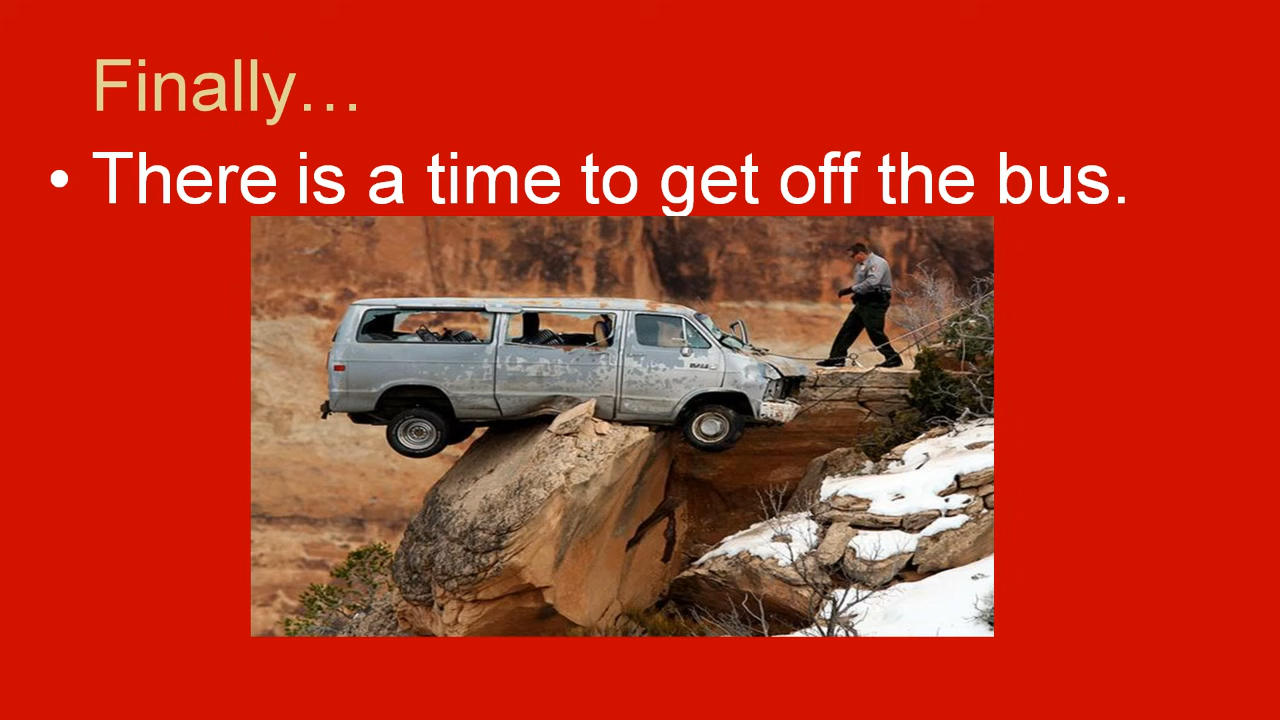 Finally…
• There is a time to get off the bus.